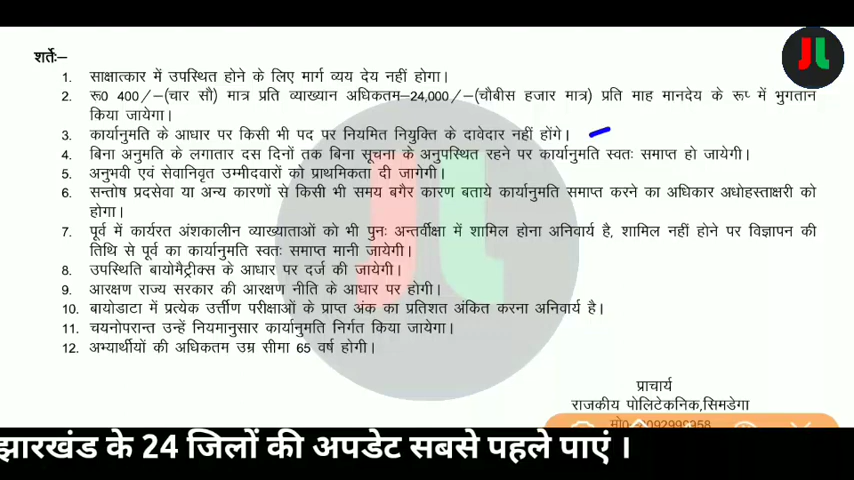 शर्तेः–
1. साक्षात्कार में उपस्थित होने के लिए मार्ग व्यय देय नहीं होगा।
2. रू0 400/–(चार सौ) मात्र प्रति व्याख्यान अधिकतम–24,000/–(चौबीस हजार मात्र) प्रति माह मानदेय के रूप में भुगतान
किया जायेगा।
3. कार्यानुमति के आधार पर किसी भी पद पर नियमित नियुक्ति के दावेदार नहीं होंगे।
4. बिना अनुमति के लगातार दस दिनों तक बिना सूचना के अनुपस्थित रहने पर कार्यानुमति स्वतः समाप्त हो जायेगी।
5. अनुभवी एवं सेवानिवृत उम्मीदवारों को प्राथमिकता दी जागेगी।
6. सन्तोष प्रदसेवा या अन्य कारणों से किसी भी समय बगैर कारण बताये कार्यानुमति समाप्त करने का अधिकार अधोहस्ताक्षरी को
होगा।
7. पूर्व में कार्यरत अंशकालीन व्याख्याताओं को भी पुनः अन्तर्वीक्षा में शामिल होना अनिवार्य है, शामिल नहीं होने पर विज्ञापन की
तिथि से पूर्व का कार्यानुमति स्वतः समाप्त मानी जायेगी।
8. उपस्थिति बायोमैट्रीक्स के आधार पर दर्ज की जायेगी।
9. आरक्षण राज्य सरकार की आरक्षण नीति के आधार पर होगी।
10. बायोडाटा में प्रत्येक उर्त्तीण परीक्षाओं के प्राप्त अंक का प्रतिशत अंकित करना अनिवार्य है।
11. चयनोपरान्त उन्हें नियमानुसार कार्यानुमति निर्गत किया जायेगा।
12. अभ्यार्थीयों की अधिकतम उम्र सीमा 65 वर्ष होगी।
प्राचार्य
राजकीय पोलिटेकनिक,सिमडेगा
झारखंड के 24 जिलों की अपडेट सबसे पहले पाएं ।